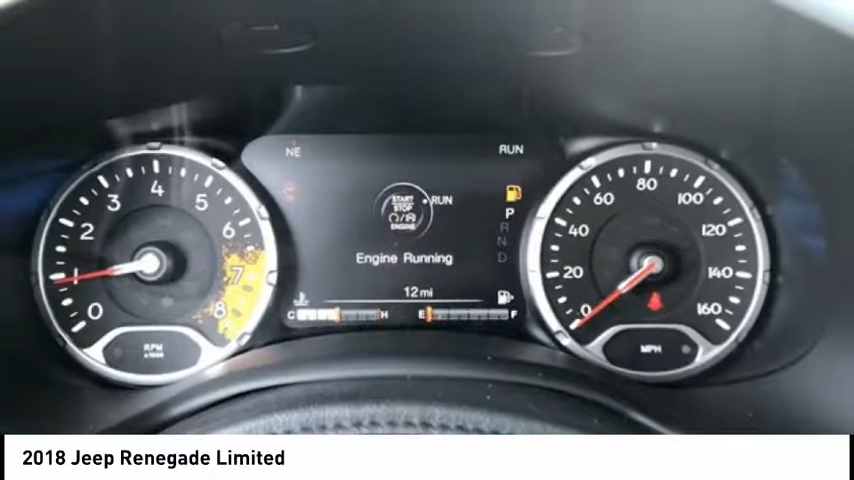 NE
RUN
START
STOP
ENGINE
RUN
P
R
N
D
Engine Running
12 mi
C
H
E
F
0
1
2
3
4
5
6
7
8
RPM
x1000
0
20
40
60
80
100
120
140
160
MPH
2018 Jeep Renegade Limited